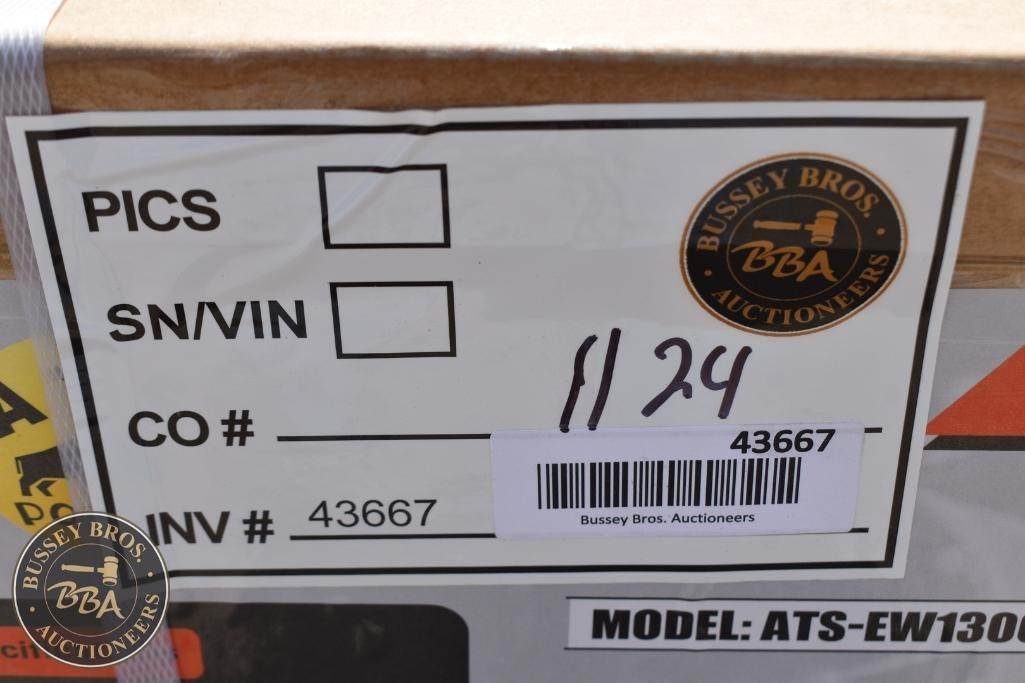 PICS
SN/VIN
BUSSEY BROS.
BBA
AUCTIONEERS
1124
CO #
43667
Bussey Bros. Auctioneers
INV # 43667
BUSSEY BROS.
BBA
AUCTIONEERS
MODEL: ATS-EW130